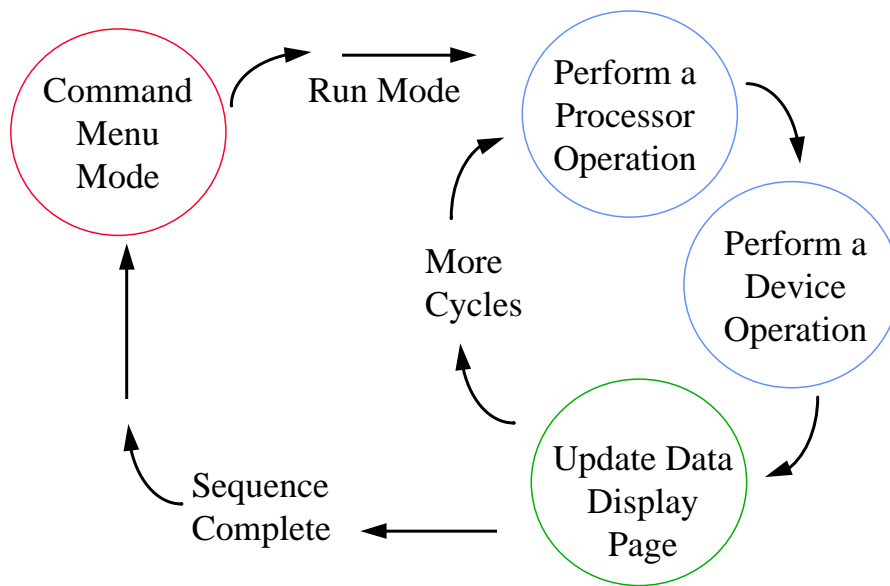 Command
Menu
Mode
Run Mode
Perform a
Processor
Operation
Perform a
Device
Operation
More
Cycles
Update Data
Display
Page
Sequence
Complete